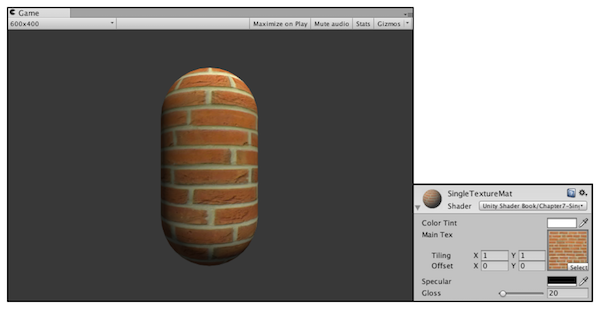 Game
600x400 Maximize on Play Mute audio Stats Gizmos
SingleTextureMat
Shader Unity Shader Book/Chapter7-Sin
Color Tint
Main Tex
Tiling X 1 Y 1
Offset X 0 Y 0
Select
Specular
Gloss 20